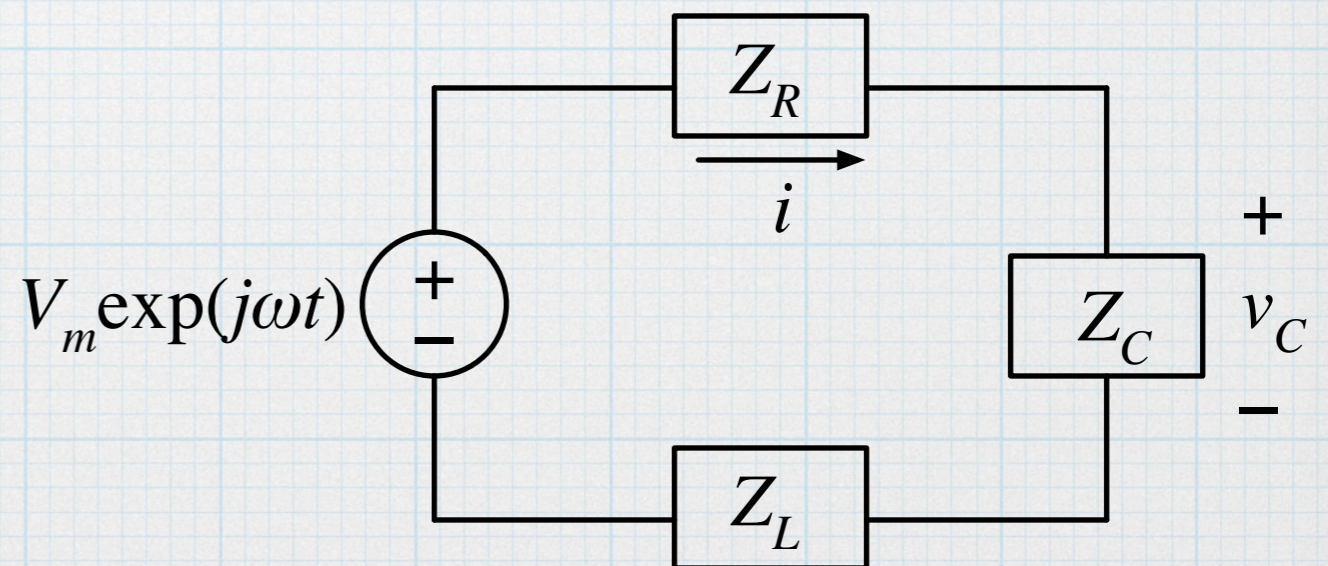 Z_R
i
V_m exp(jωt)
+
−
Z_C
+
v_C
−
Z_L